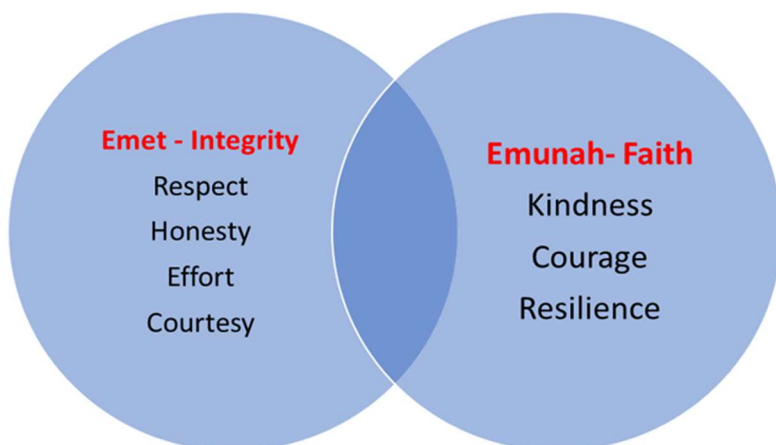 Emet - Integrity
Respect
Honesty
Effort
Courtesy
Emunah- Faith
Kindness
Courage
Resilience